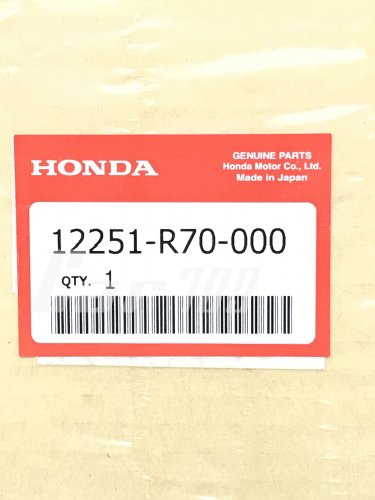 HONDA
GENUINE PARTS
Honda Motor Co., Ltd.
Made in Japan
12251-R70-000
QTY. 1